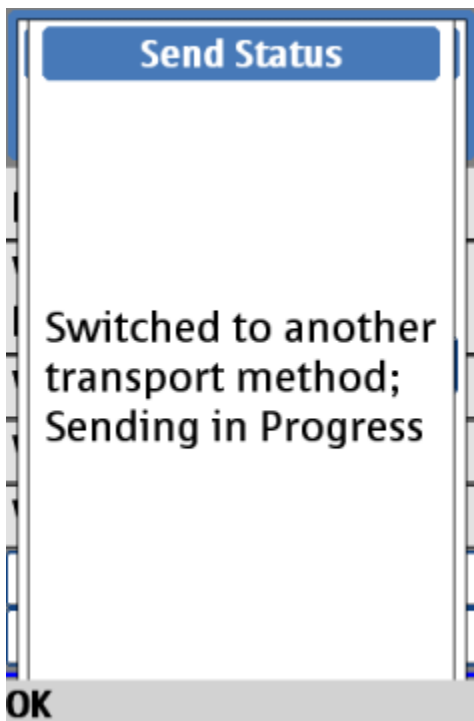 Send Status
Switched to another
transport method;
Sending in Progress
OK